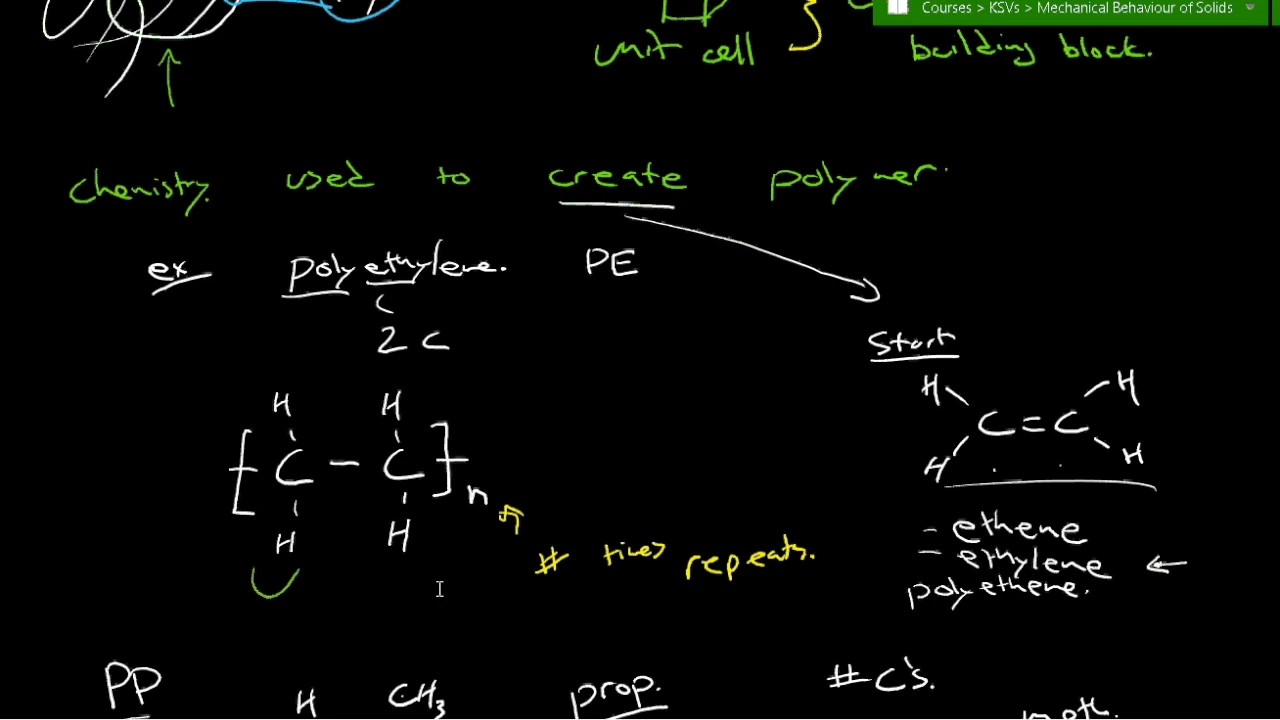 Courses > KSVs > Mechanical Behaviour of Solids
unit cell
building block.
chemistry used to create polymer.
ex polyethylene. PE
2 C
Start
H H
C = C
H H
H H
[ C - C ]n
H H
# times repeats.
- ethene
- ethylene
polyethene.
PP H CH3 prop. # C's.
meth.